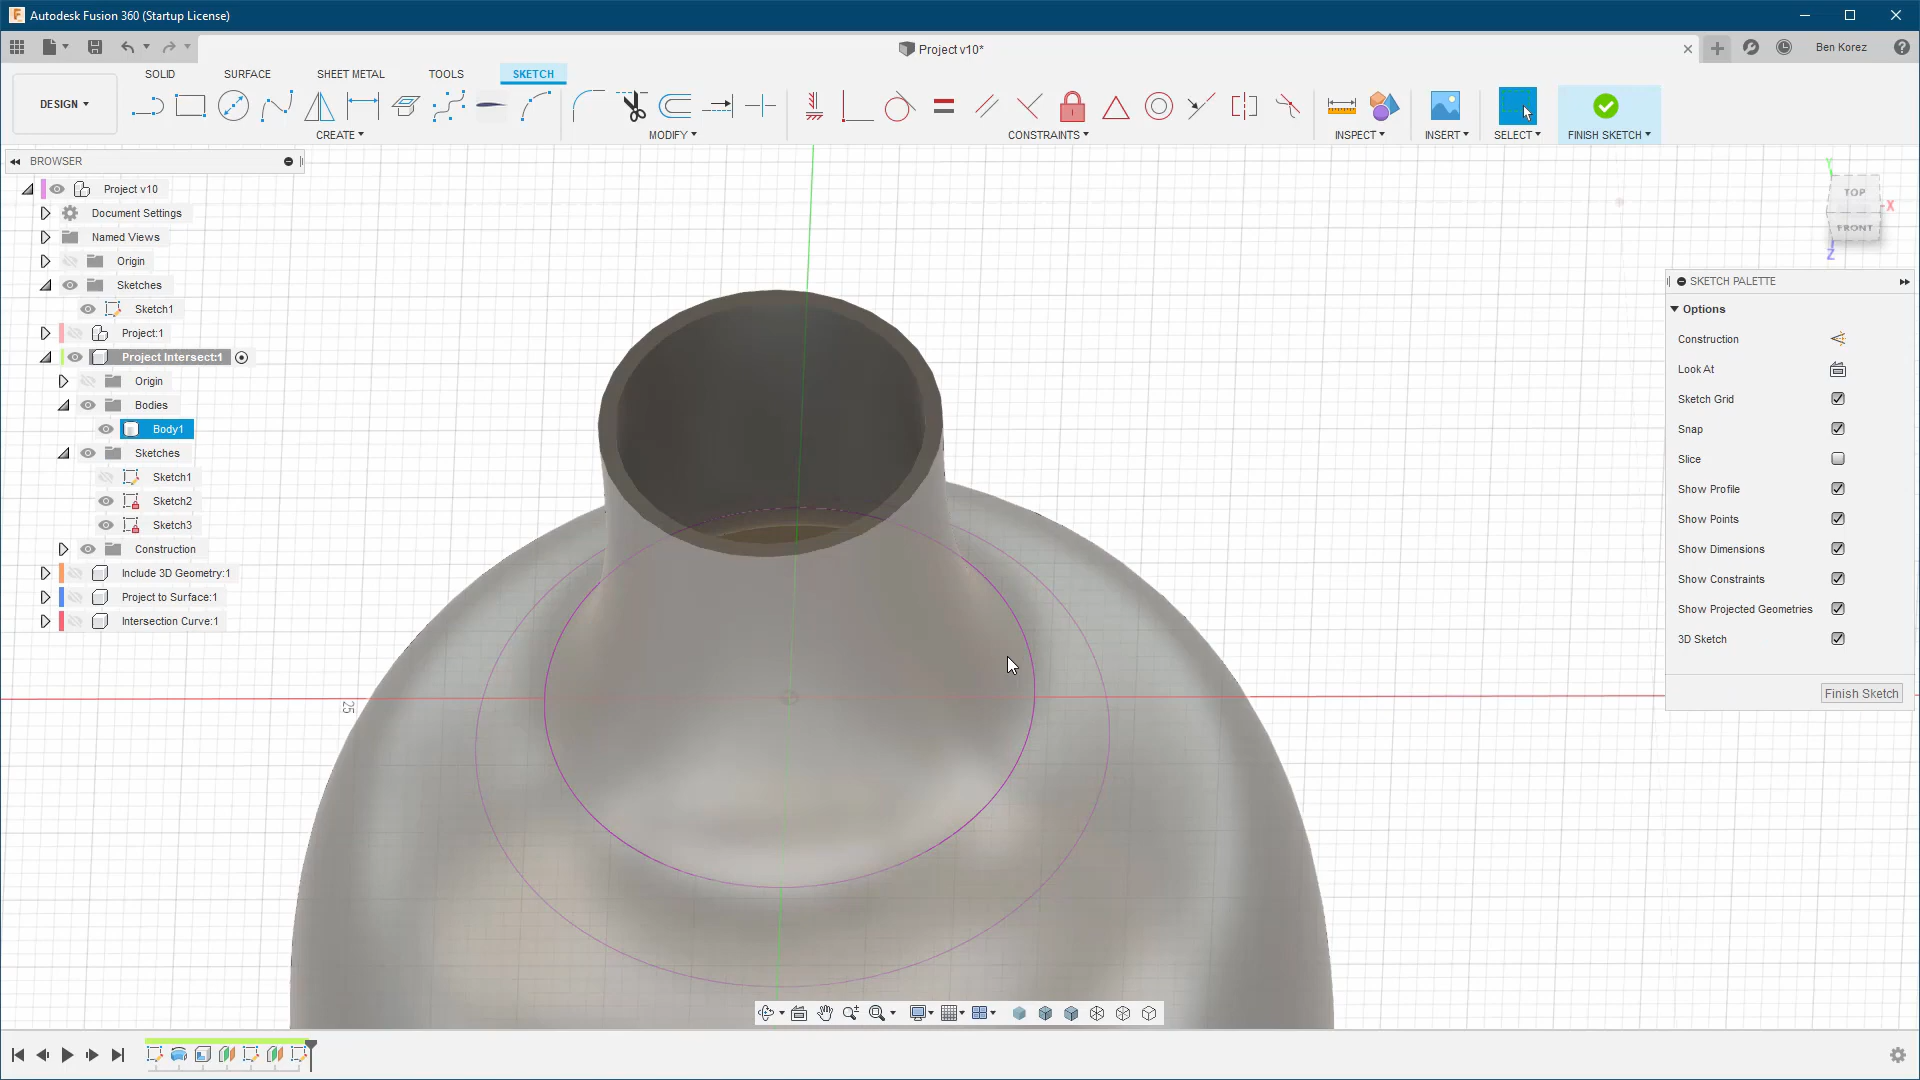 Autodesk Fusion 360 (Startup License)
Project v10*
Ben Korez
SOLID
SURFACE
SHEET METAL
TOOLS
SKETCH
DESIGN
CREATE
MODIFY
CONSTRAINTS
INSPECT
INSERT
SELECT
FINISH SKETCH
BROWSER
Project v10
Document Settings
Named Views
Origin
Sketches
Sketch1
Project:1
Project Intersect:1
Origin
Bodies
Body1
Sketches
Sketch1
Sketch2
Sketch3
Construction
Include 3D Geometry:1
Project to Surface:1
Intersection Curve:1
25
Y
TOP
X
FRONT
Z
SKETCH PALETTE
Options
Construction
Look At
Sketch Grid
Snap
Slice
Show Profile
Show Points
Show Dimensions
Show Constraints
Show Projected Geometries
3D Sketch
Finish Sketch